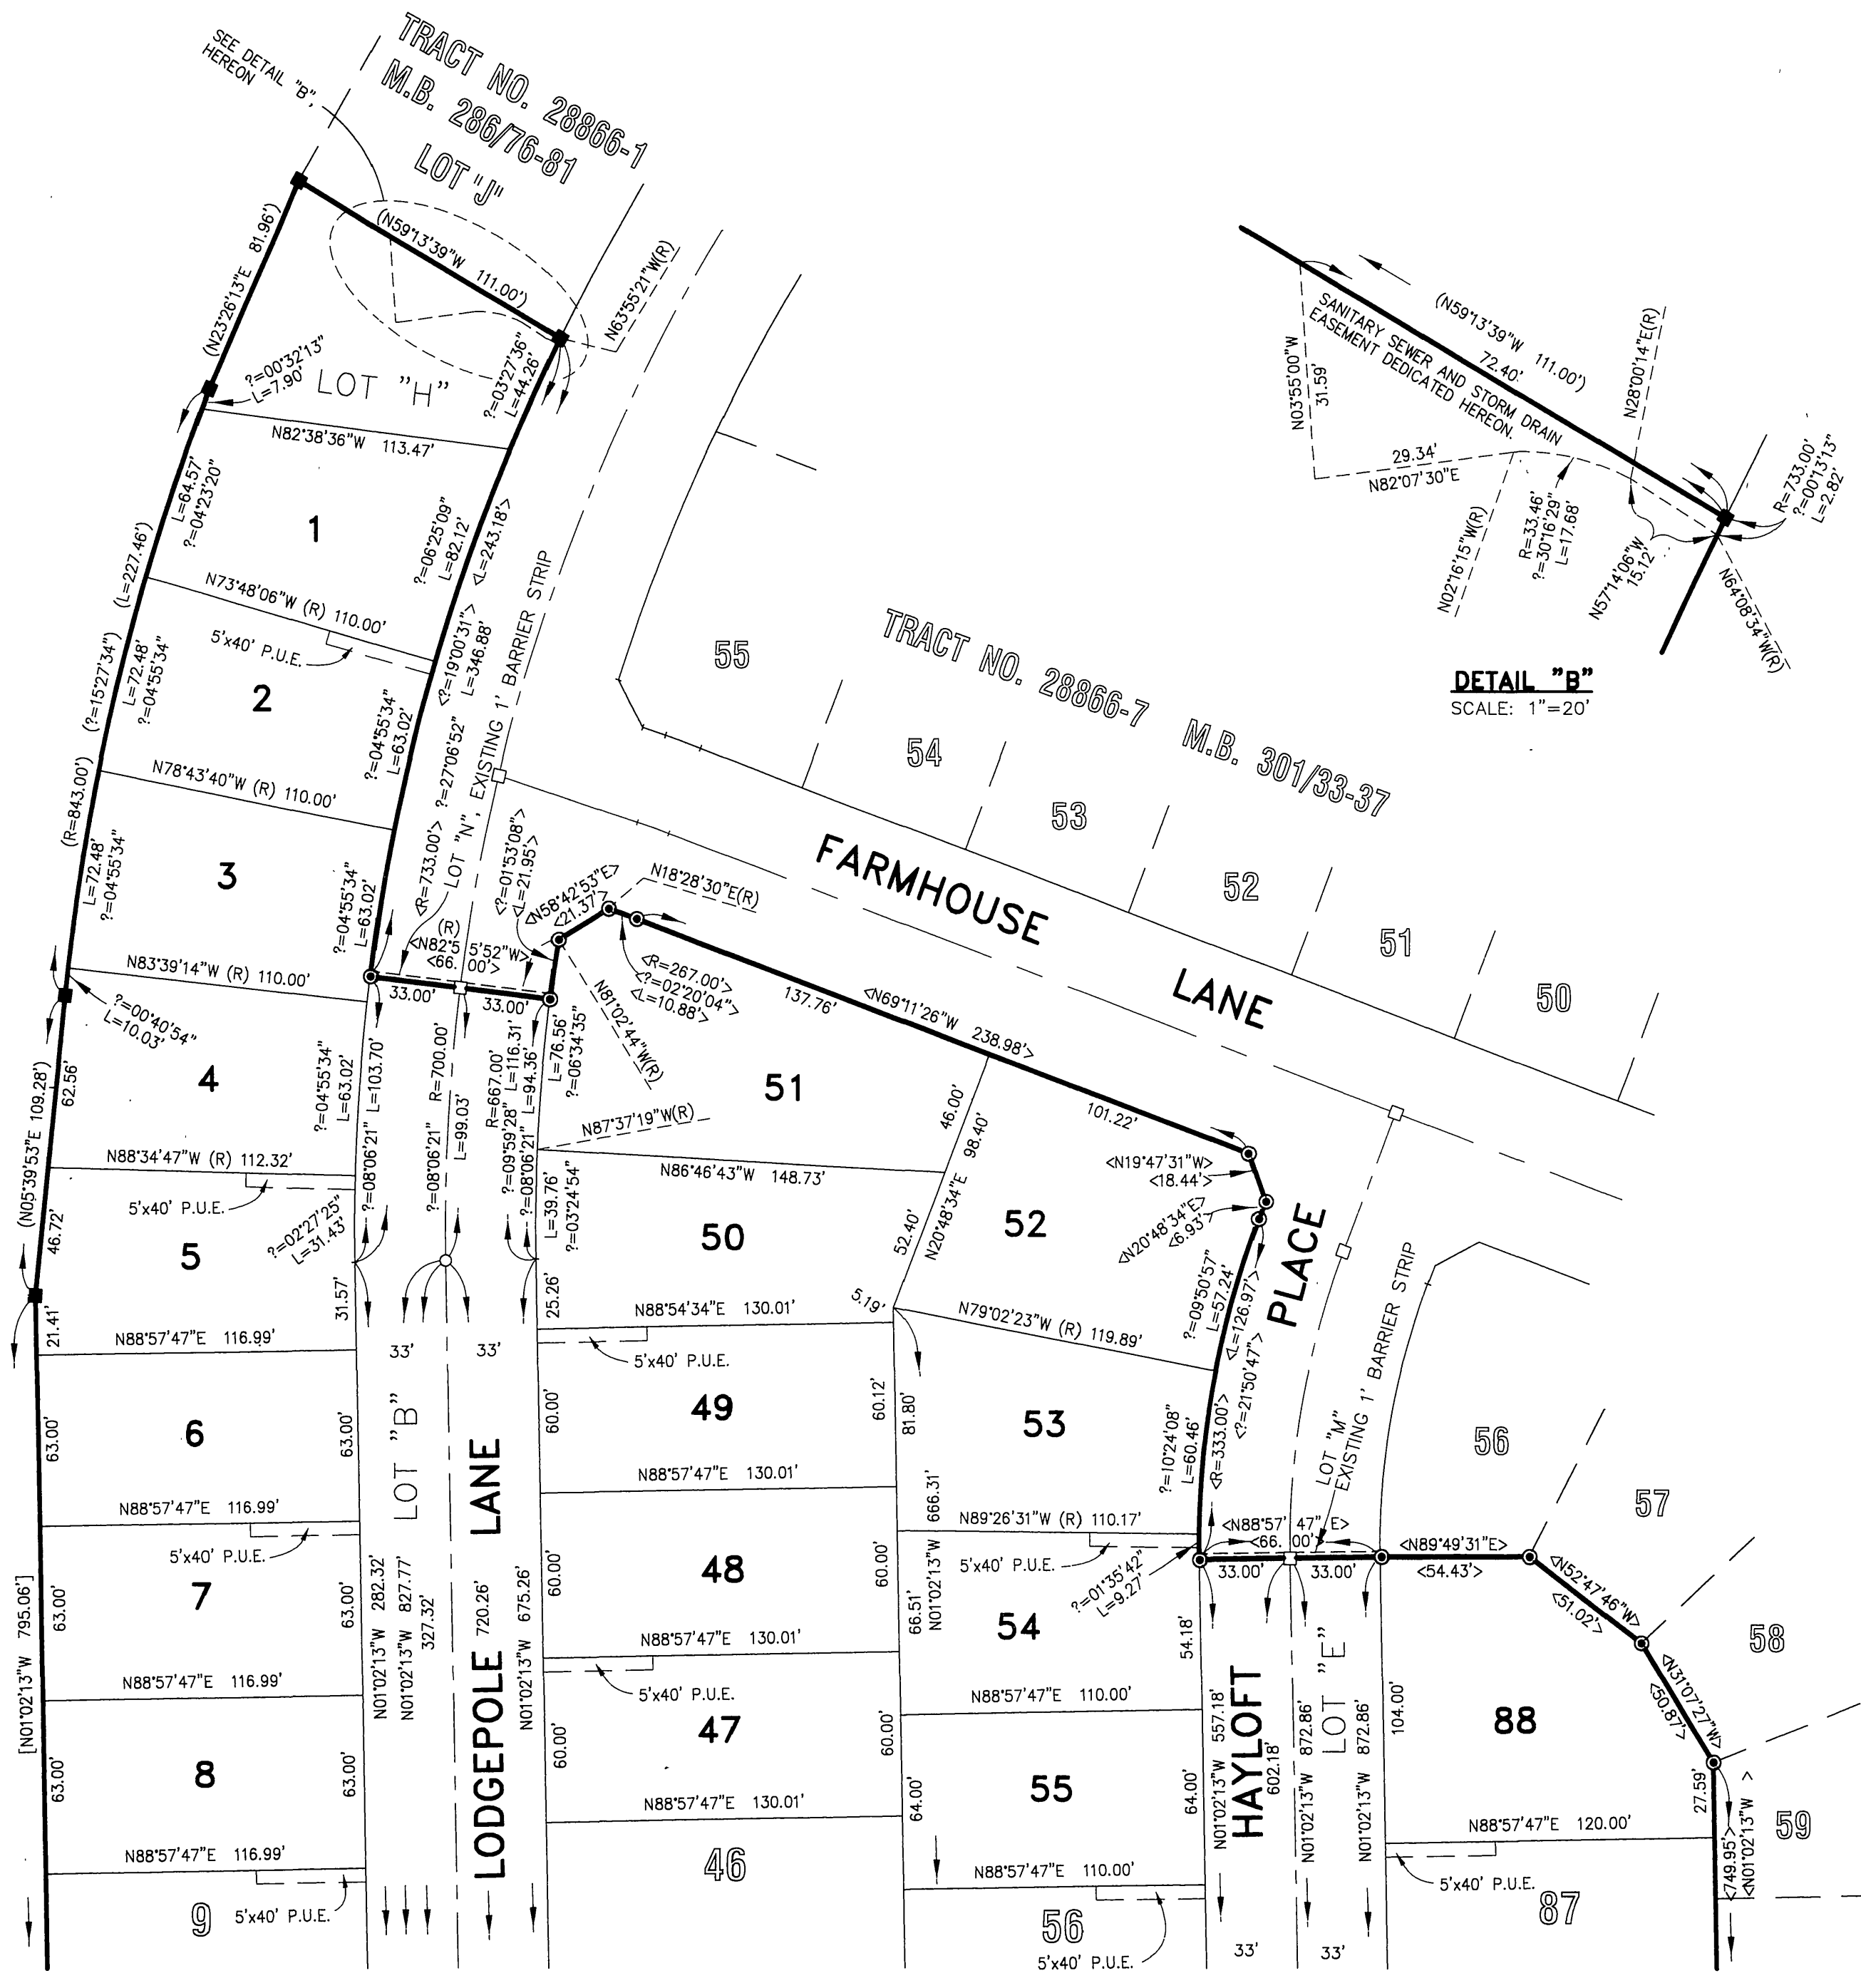 SEE DETAIL "B",
HEREON
TRACT NO. 28866-1
M.B. 286/76-81
LOT "J"
(N59°13'39"W 111.00')
N63°55'21"W(R)
(N23°26'13"E 81.96')
?=00°32'13"
L=7.90'
LOT "H"
?=03°27'36"
L=44.26'
N82°38'36"W 113.47'
L=64.57'
?=04°23'20"
1
?=06°25'09"
L=82.12'
<L=243.18'>
(L=227.46')
N73°48'06"W (R) 110.00'
5'x40' P.U.E.
(?=15°27'34")
L=72.48'
?=04°55'34"
2
?=04°55'34"
L=63.02'
<?=19°00'31">
L=346.88'
?=27°06'52"
<R=733.00'>
LOT "N", EXISTING 1' BARRIER STRIP
N78°43'40"W (R) 110.00'
(R=843.00')
L=72.48'
?=04°55'34"
3
?=04°55'34"
L=63.02'
N83°39'14"W (R) 110.00'
?=00°40'54"
L=10.03'
(R)
<N82°5 5'52"W>
<66. 00'>
33.00'
33.00'
<?=01°53'08">
<L=21.95'>
<N58°42'53"E>
<21.37'>
N18°28'30"E(R)
<R=267.00'>
<?=02°20'04">
<L=10.88'>
N81°02'44"W(R)
(N05°39'53"E 109.28')
62.56'
4
?=04°55'34"
L=63.02'
?=08°06'21" L=103.70'
?=08°06'21" R=700.00'
L=99.03'
R=667.00'
?=09°59'28" L=116.31'
?=08°06'21" L=94.36'
L=76.56'
?=06°34'35"
N87°37'19"W(R)
N88°34'47"W (R) 112.32'
5'x40' P.U.E.
46.72'
5
?=02°27'25"
L=31.43'
L=39.76'
?=03°24'54"
21.41'
31.57'
25.26'
N88°57'47"E 116.99'
33'
33'
63.00'
6
63.00'
LOT "B"
N88°57'47"E 116.99'
5'x40' P.U.E.
[N01°02'13"W 795.06']
63.00'
7
63.00'
N01°02'13"W 282.32'
N01°02'13"W 827.77'
327.32'
LODGEPOLE LANE
720.26'
N01°02'13"W 675.26'
N88°57'47"E 116.99'
63.00'
8
63.00'
N88°57'47"E 116.99'
9
5'x40' P.U.E.
55
TRACT NO. 28866-7 M.B. 301/33-37
54
53
52
51
50
FARMHOUSE LANE
137.76'
<N69°11'26"W 238.98'>
101.22'
51
46.00'
N86°46'43"W 148.73'
50
52.40'
N20°48'34"E 98.40'
52
<N19°47'31"W>
<18.44'>
<N20°48'34"E>
<6.93'>
5.19'
N88°54'34"E 130.01'
5'x40' P.U.E.
N79°02'23"W (R) 119.89'
?=09°50'57"
L=57.24'
<L=126.97'>
<?=21°50'47">
PLACE
60.00'
49
60.12'
81.80'
53
?=10°24'08"
L=60.46'
<R=333.00'>
LOT "M"
EXISTING 1' BARRIER STRIP
N88°57'47"E 130.01'
666.31'
N01°02'13"W
N89°26'31"W (R) 110.17'
5'x40' P.U.E.
?=01°35'42"
L=9.27'
<N88°57' 47" E>
<66. 00'>
33.00'
33.00'
<N89°49'31"E>
<54.43'>
56
57
<N52°47'46"W>
<51.02'>
58
60.00'
48
60.00'
66.51'
54
54.18'
N88°57'47"E 130.01'
5'x40' P.U.E.
N88°57'47"E 110.00'
60.00'
47
60.00'
64.00'
55
64.00'
N01°02'13"W 557.18'
HAYLOFT
602.18'
N01°02'13"W 872.86'
LOT "E"
N01°02'13"W 872.86'
104.00'
88
<N31°07'27"W>
<50.87'>
27.59'
59
N88°57'47"E 130.01'
46
N88°57'47"E 110.00'
56
5'x40' P.U.E.
33'
33'
N88°57'47"E 120.00'
5'x40' P.U.E.
87
<749.95'>
<N01°02'13"W >
(N59°13'39"W 111.00')
72.40'
SANITARY SEWER AND STORM DRAIN
EASEMENT DEDICATED HEREON.
N03°55'00"W
31.59'
29.34'
N82°07'30"E
N28°00'14"E(R)
N02°16'15"W(R)
R=33.46'
?=30°16'29"
L=17.68'
N57°14'06"W
15.12'
R=733.00'
?=00°13'13"
L=2.82'
N64°08'34"W(R)
DETAIL "B"
SCALE: 1"=20'